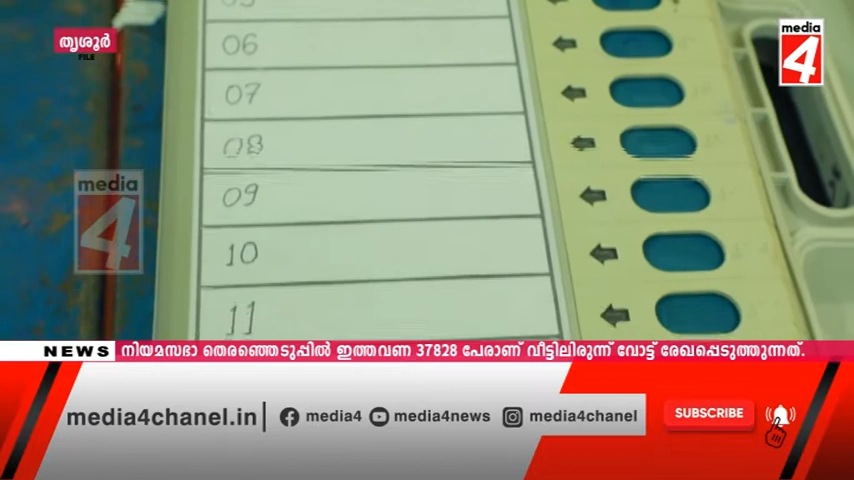 തൃശൂർ
FILE
media
4
06
07
08
09
10
11
media
4
NEWS നിയമസഭാ തെരഞ്ഞെടുപ്പിൽ ഇത്തവണ 37828 പേരാണ് വീട്ടിലിരുന്ന് വോട്ട് രേഖപ്പെടുത്തുന്നത്.
media4chanel.in media4 media4news media4chanel SUBSCRIBE